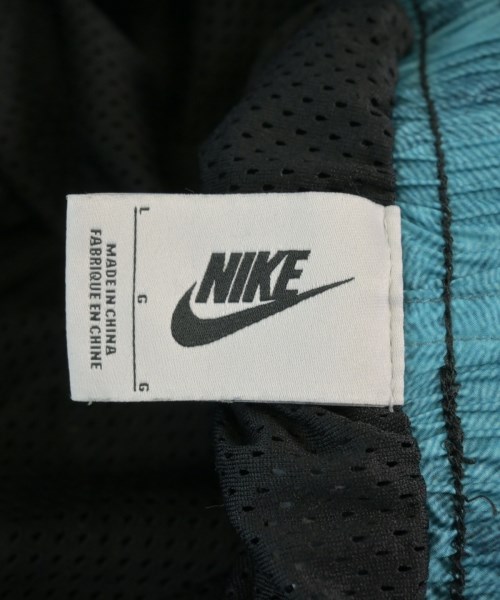 NIKE
L G G
MADE IN CHINA
FABRIQUE EN CHINE